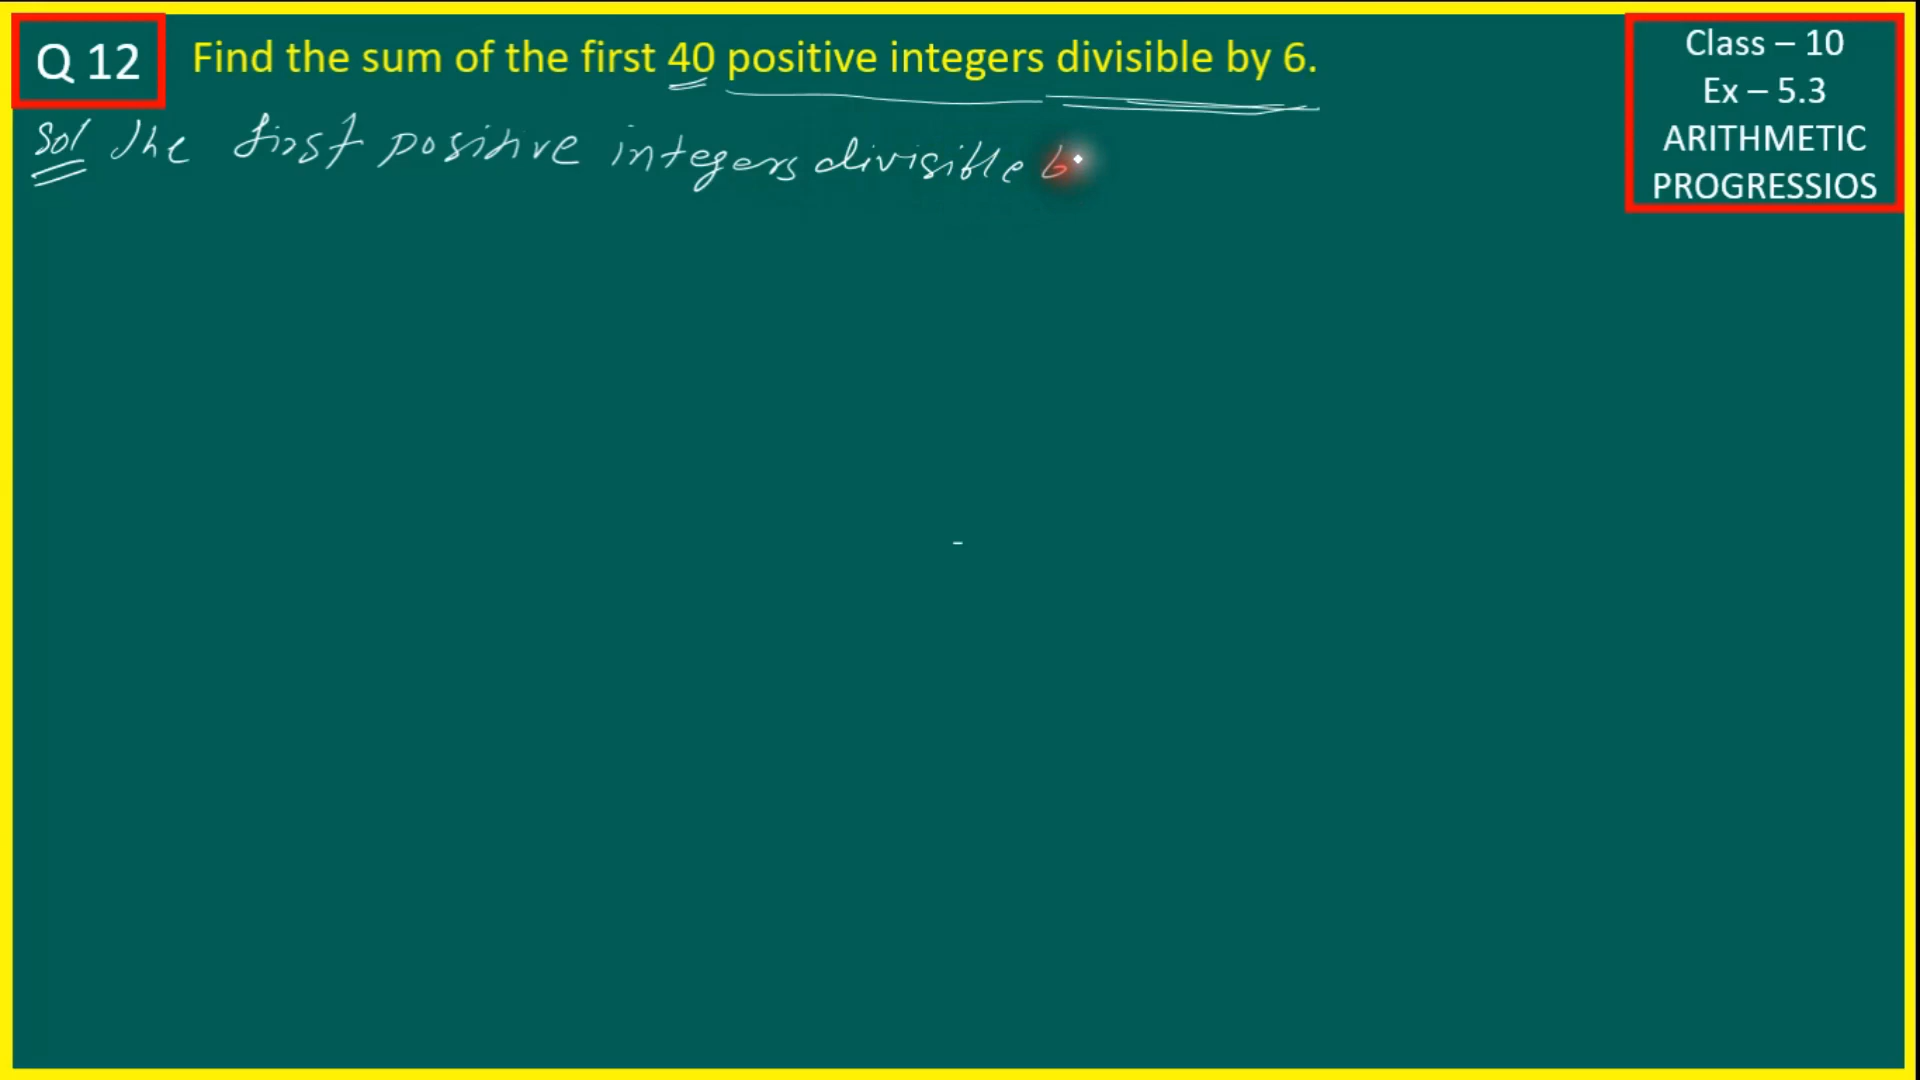 Q 12
Find the sum of the first 40 positive integers divisible by 6.
Class – 10
Ex – 5.3
ARITHMETIC
PROGRESSIOS
Sol The first positive integers divisible b